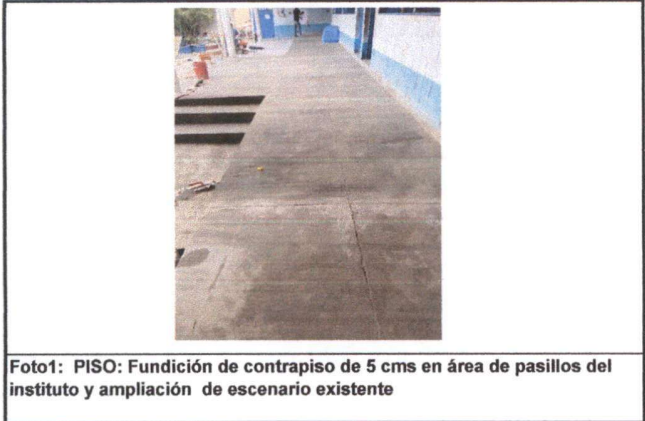 Foto1: PISO: Fundición de contrapiso de 5 cms en área de pasillos del
instituto y ampliación de escenario existente